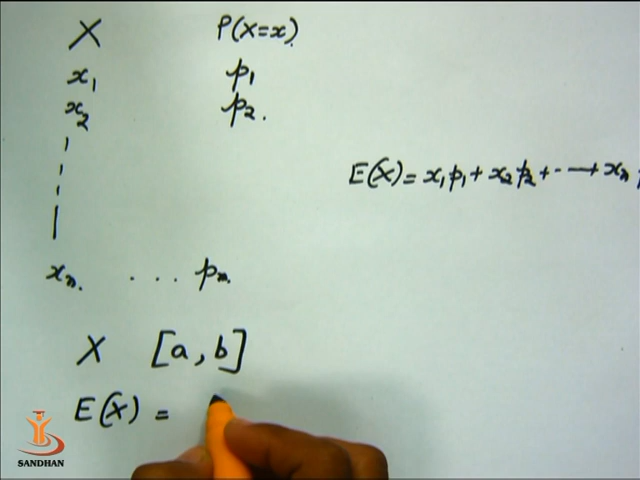 X P(X=x)
x₁ p₁
x₂ p₂.
E(X) = x₁p₁ + x₂p₂ + ... xₙ
xₙ. ... pₙ.
X [a, b]
E(X) =
SANDHAN